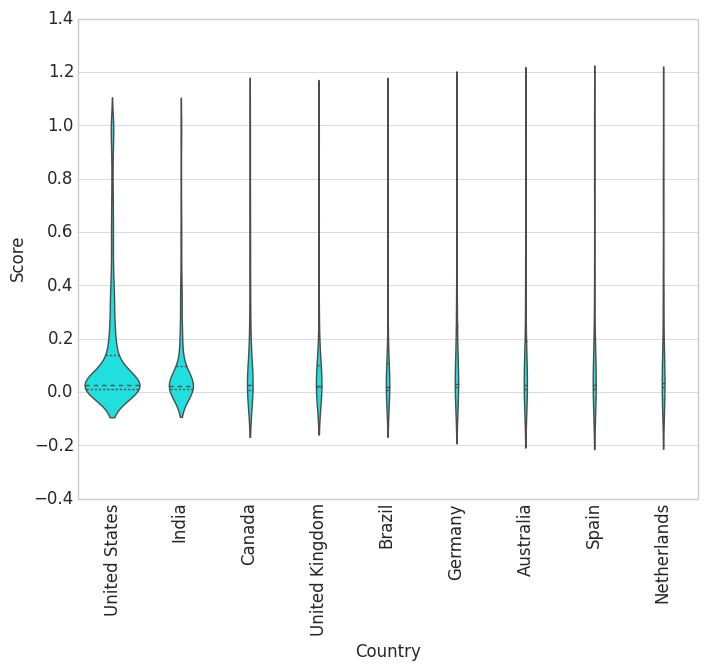 1.4
1.2
1.0
0.8
0.6
0.4
0.2
0.0
−0.2
−0.4
Score
United States
India
Canada
United Kingdom
Brazil
Germany
Australia
Spain
Netherlands
Country